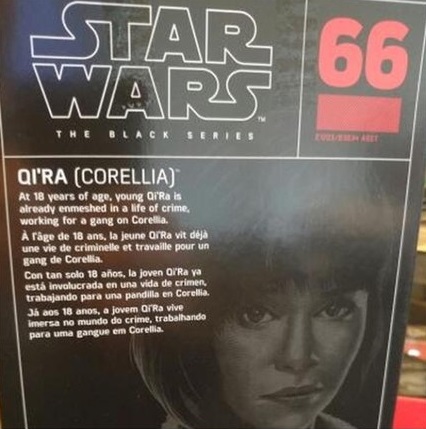 STAR
WARS™
THE BLACK SERIES
66
QI'RA (CORELLIA)™
At 18 years of age, young Qi'Ra is
already enmeshed in a life of crime,
working for a gang on Corellia.
À l'âge de 18 ans, la jeune Qi'Ra vit déjà
une vie de criminelle et travaille pour un
gang de Corellia.
Con tan solo 18 años, la joven Qi'Ra ya
está involucrada en una vida de crimen,
trabajando para una pandilla en Corellia.
Já aos 18 anos, a jovem Qi'Ra vive
imersa no mundo do crime, trabalhando
para uma gangue em Corellia.